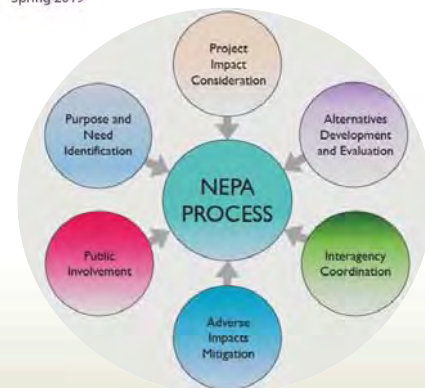 Spring 2019
Project
Impact
Consideration
Purpose and
Need
Identification
Alternatives
Development
and Evaluation
NEPA
PROCESS
Public
Involvement
Interagency
Coordination
Adverse
Impacts
Mitigation